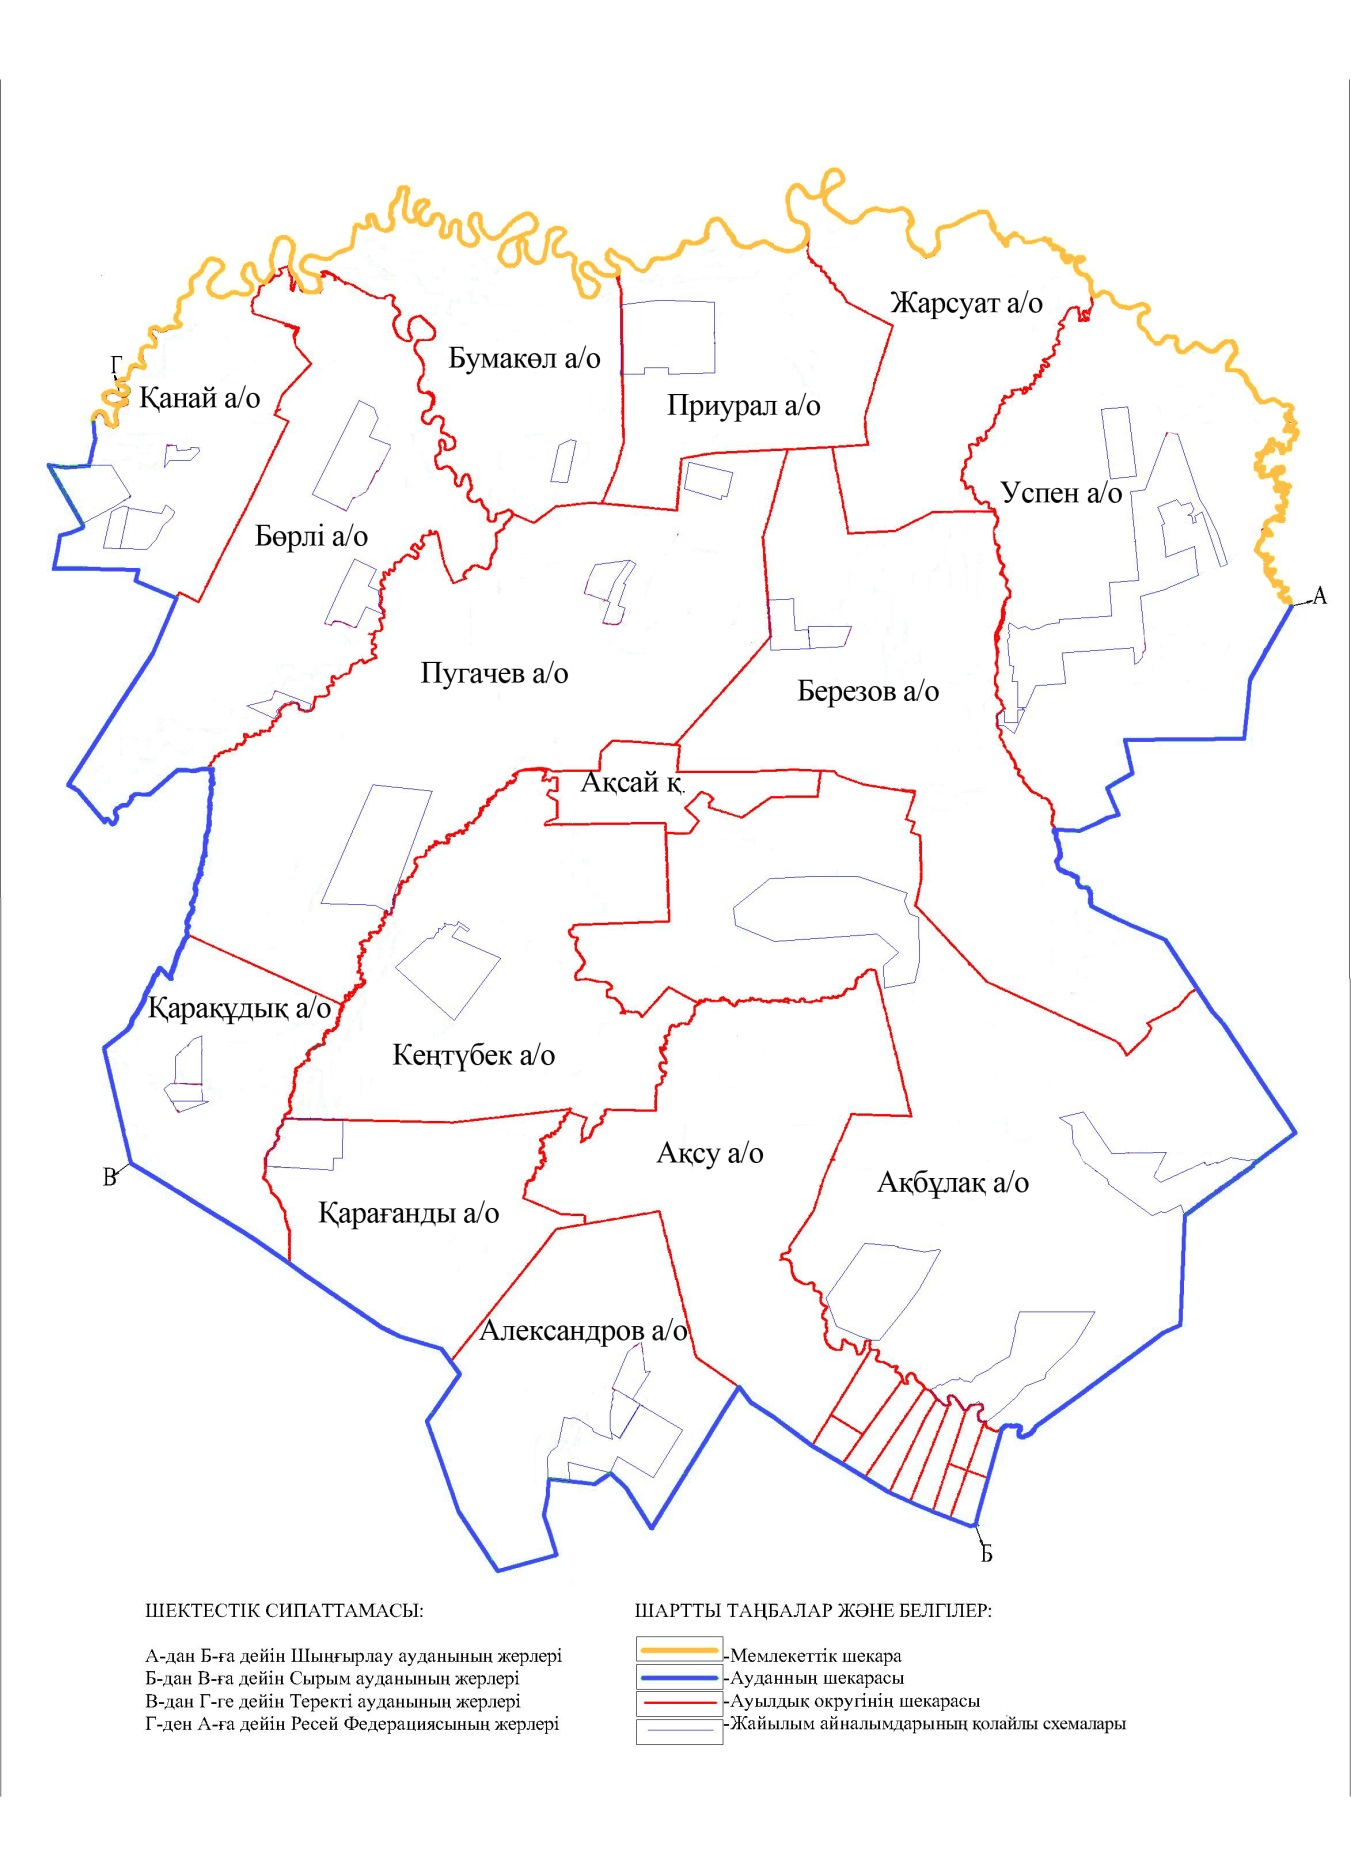 Жарсуат а/о
Г
Бумакөл а/о
Қанай а/о
Приурал а/о
Успен а/о
Бөрлі а/о
А
Пугачев а/о
Березов а/о
Ақсай қ.
Қарақұдық а/о
Кеңтүбек а/о
Ақсу а/о
В
Ақбұлақ а/о
Қарағанды а/о
Александров а/о
Б
ШЕКТЕСТІК СИПАТТАМАСЫ:
А-дан Б-ға дейін Шыңғырлау ауданының жерлері
Б-дан В-ға дейін Сырым ауданының жерлері
В-дан Г-ге дейін Теректі ауданының жерлері
Г-ден А-ға дейін Ресей Федерациясының жерлері
ШАРТТЫ ТАҢБАЛАР ЖӘНЕ БЕЛГІЛЕР:
-Мемлекеттік шекара
-Ауданның шекарасы
-Ауылдық округінің шекарасы
-Жайылым айналымдарының қолайлы схемалары